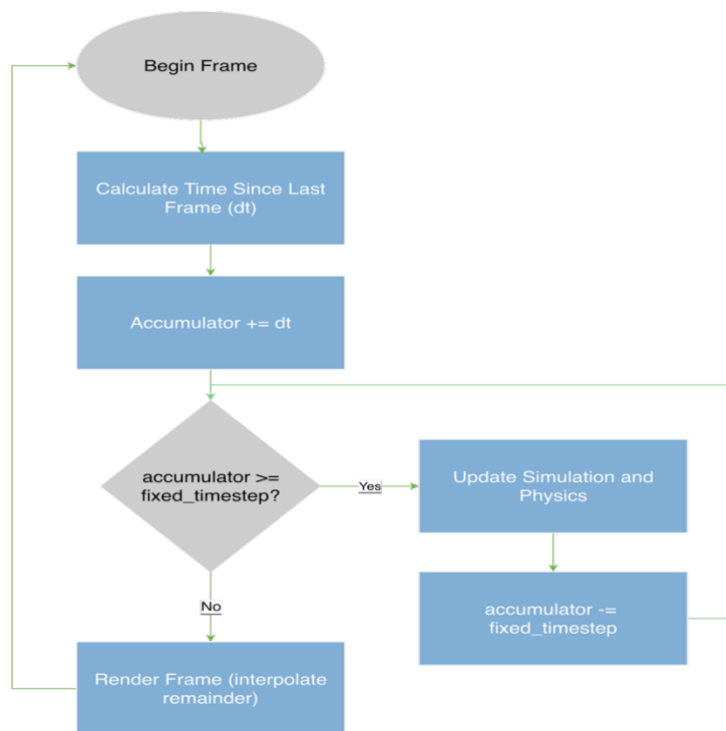 Begin Frame
Calculate Time Since Last
Frame (dt)
Accumulator += dt
accumulator >=
fixed_timestep?
Yes
Update Simulation and
Physics
accumulator -=
fixed_timestep
No
Render Frame (interpolate
remainder)